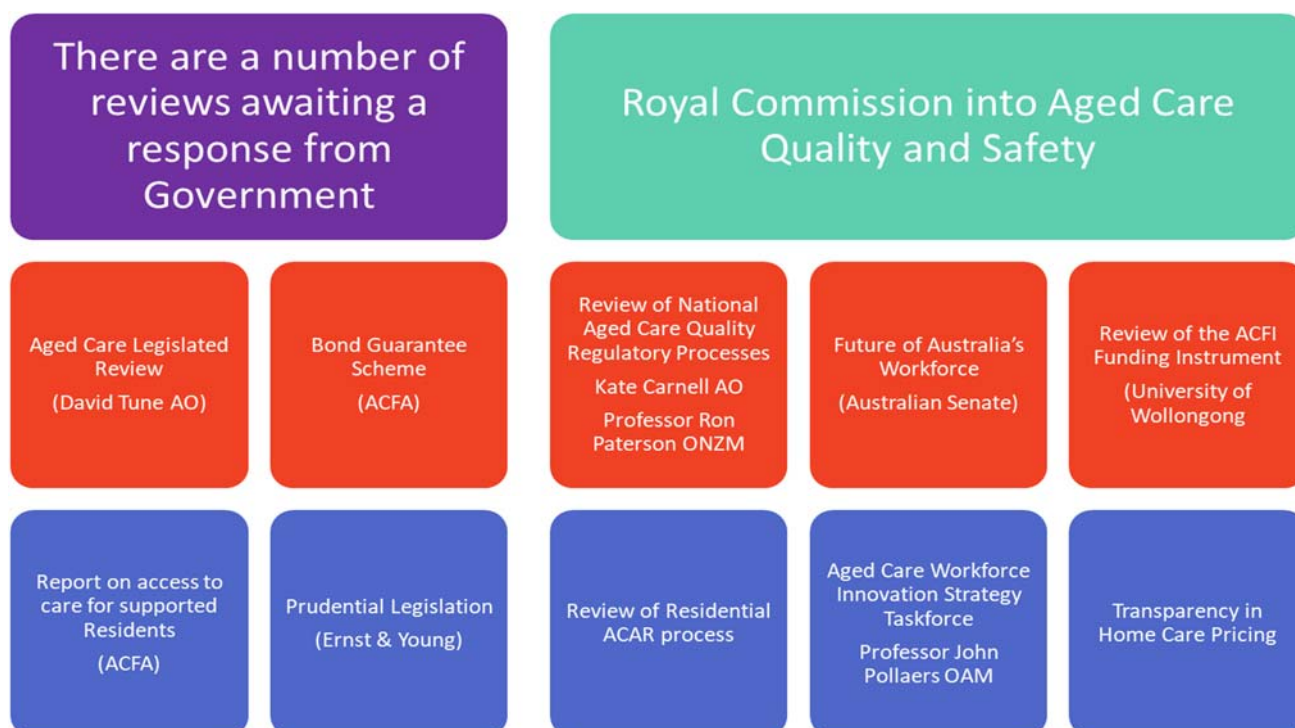 There are a number of
reviews awaiting a
response from
Government
Royal Commission into Aged Care
Quality and Safety
Aged Care Legislated
Review
(David Tune AO)
Bond Guarantee
Scheme
(ACFA)
Review of National
Aged Care Quality
Regulatory Processes
Kate Carnell AO
Professor Ron
Paterson ONZM
Future of Australia’s
Workforce
(Australian Senate)
Review of the ACFI
Funding Instrument
(University of
Wollongong
Report on access to
care for supported
Residents
(ACFA)
Prudential Legislation
(Ernst & Young)
Review of Residential
ACAR process
Aged Care Workforce
Innovation Strategy
Taskforce
Professor John
Pollaers OAM
Transparency in
Home Care Pricing